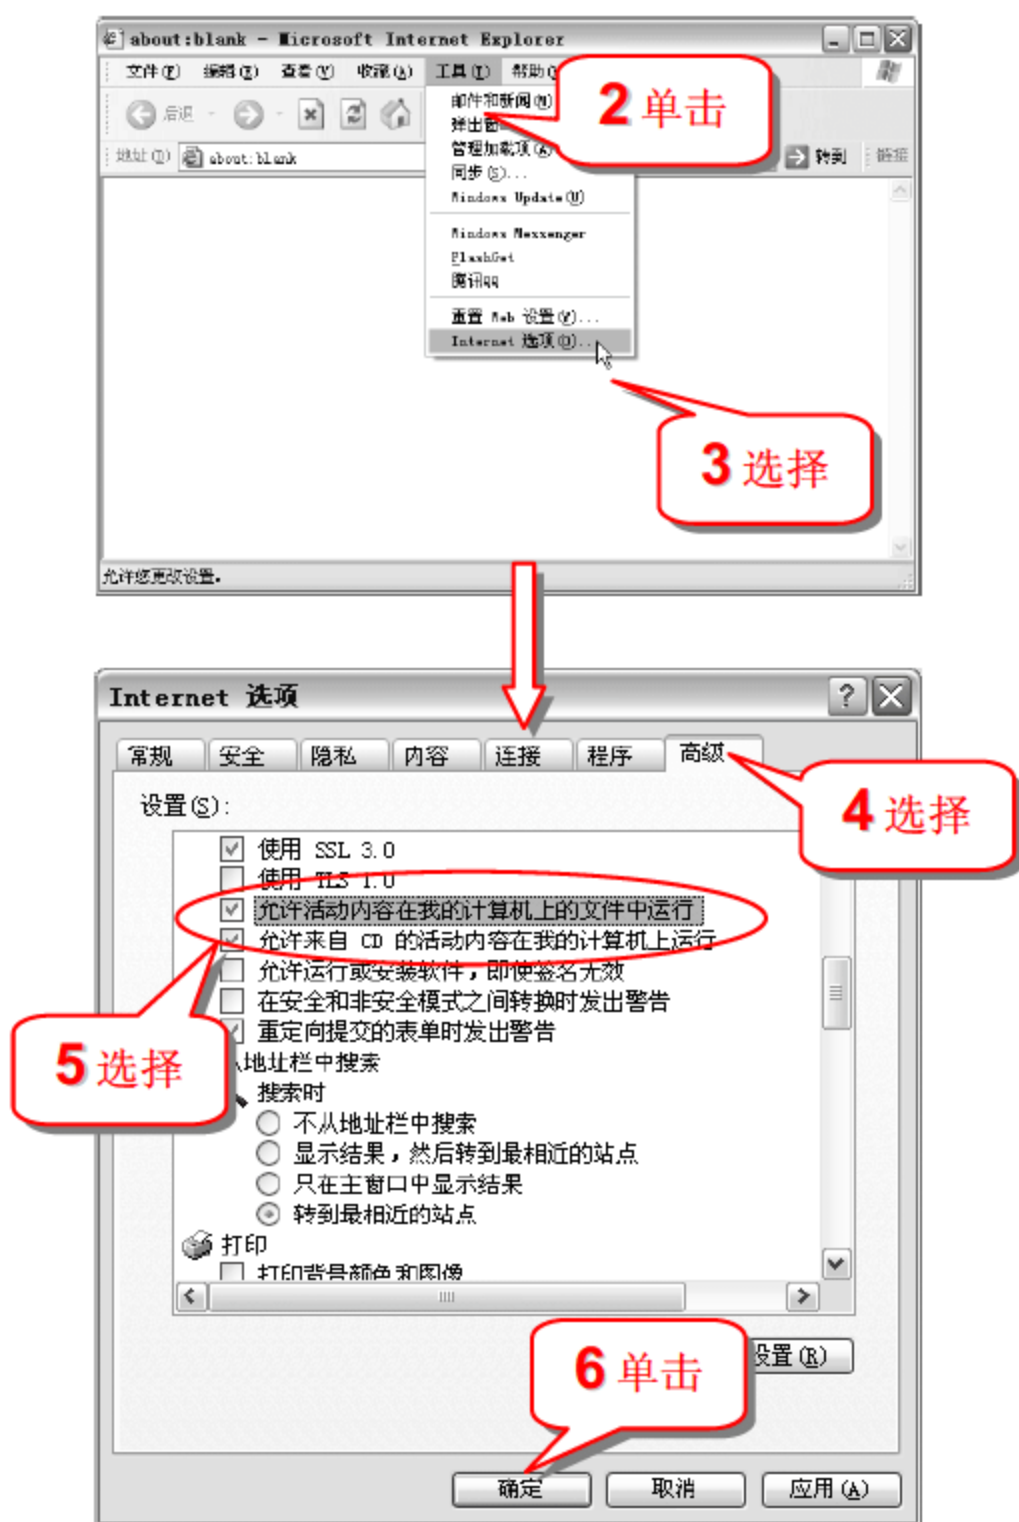 about:blank - Microsoft Internet Explorer
文件(F) 编辑(E) 查看(V) 收藏(A) 工具(T) 帮助(
后退
地址(D) about:blank 转到 链接
邮件和新闻(M)
弹出窗
管理加载项(A)
同步(S)...
Windows Update(U)
Windows Messenger
FlashGet
腾讯QQ
重置 Web 设置(W)...
Internet 选项(O)...
2 单击
3 选择
允许您更改设置。
Internet 选项
常规 安全 隐私 内容 连接 程序 高级
4 选择
设置(S):
使用 SSL 3.0
使用 TLS 1.0
允许活动内容在我的计算机上的文件中运行
允许来自 CD 的活动内容在我的计算机上运行
允许运行或安装软件，即使签名无效
在安全和非安全模式之间转换时发出警告
重定向提交的表单时发出警告
从地址栏中搜索
5 选择
搜索时
不从地址栏中搜索
显示结果，然后转到最相近的站点
只在主窗口中显示结果
转到最相近的站点
打印
打印背景颜色和图像
6 单击
设置(R)
确定 取消 应用(A)